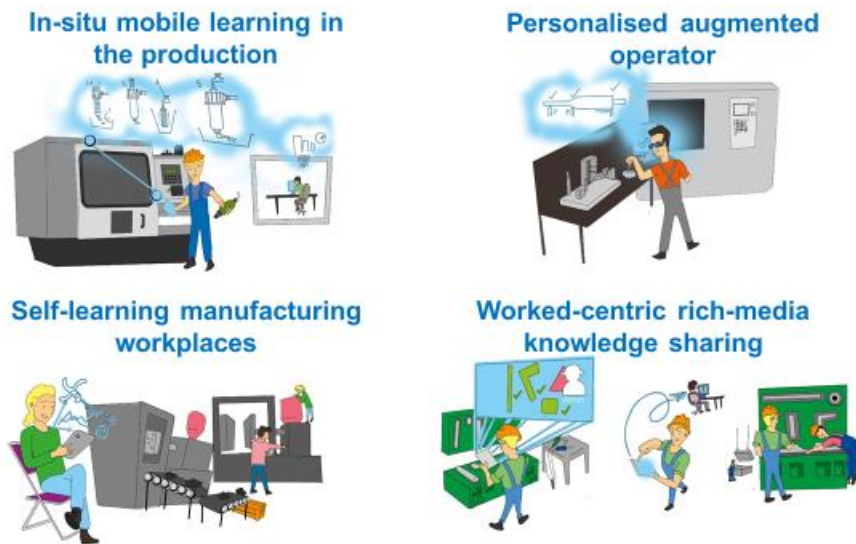 In-situ mobile learning in
the production
Personalised augmented
operator
Self-learning manufacturing
workplaces
Worked-centric rich-media
knowledge sharing